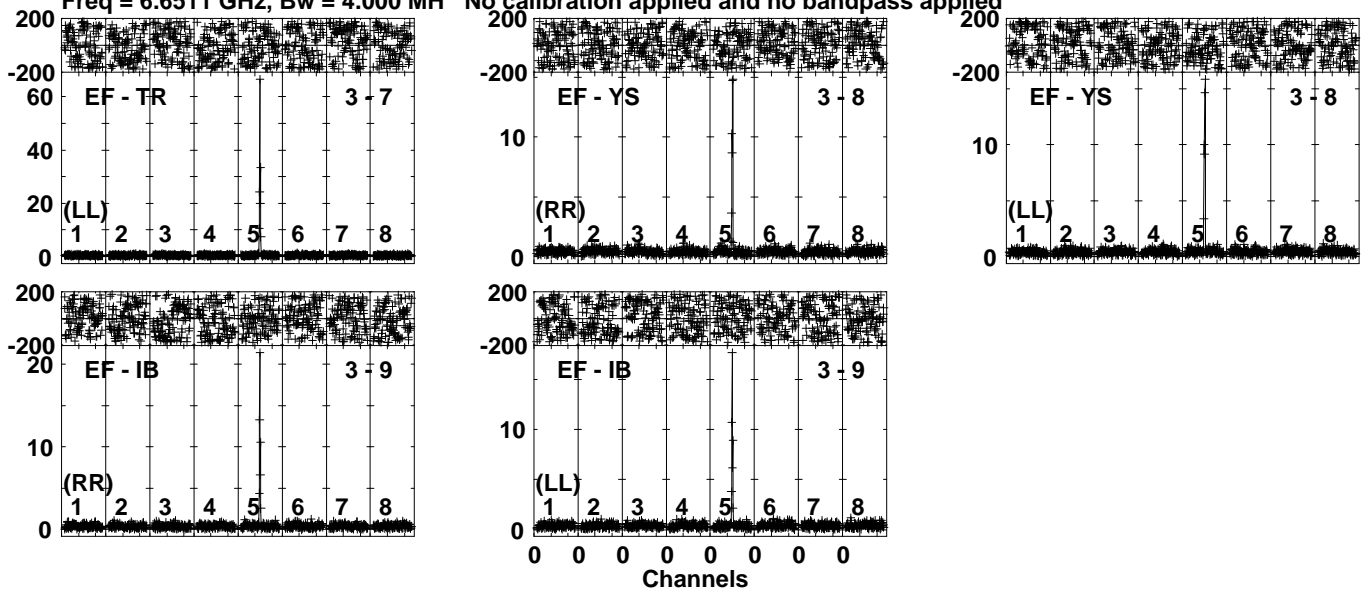 Freq = 6.6511 GHz, Bw = 4.000 MH No calibration applied and no bandpass applied
200
-200
60
40
20
0
EF - TR 3 - 7
(LL)
1 2 3 4 5 6 7 8
200
-200
10
0
EF - YS 3 - 8
(RR)
1 2 3 4 5 6 7 8
200
-200
10
0
EF - YS 3 - 8
(LL)
1 2 3 4 5 6 7 8
200
-200
20
10
0
EF - IB 3 - 9
(RR)
1 2 3 4 5 6 7 8
200
-200
10
0
EF - IB 3 - 9
(LL)
1 2 3 4 5 6 7 8
0 0 0 0 0 0 0 0
Channels